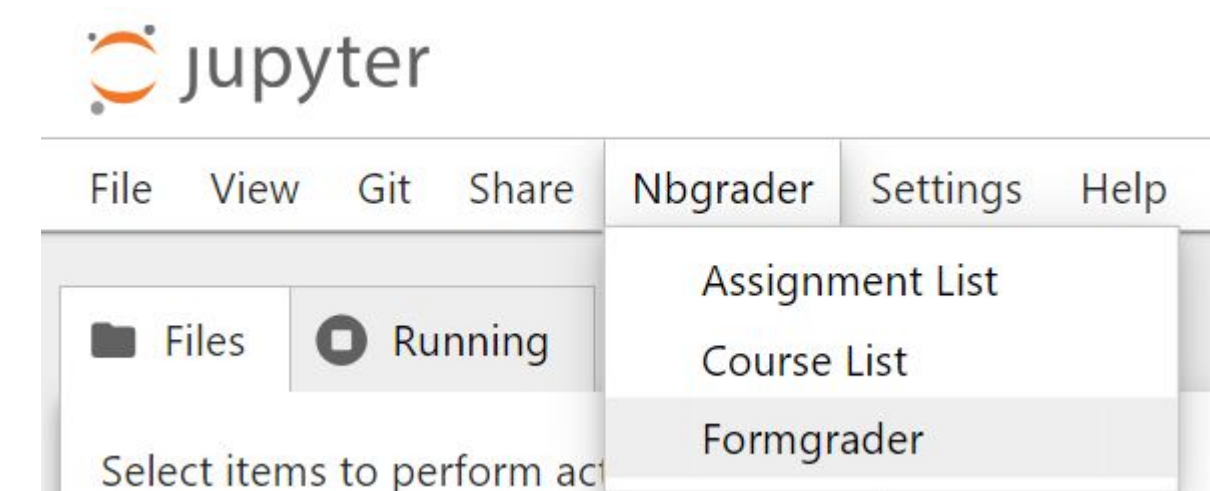 jupyter
File View Git Share Nbgrader Settings Help
Assignment List
Files Running
Course List
Formgrader
Select items to perform